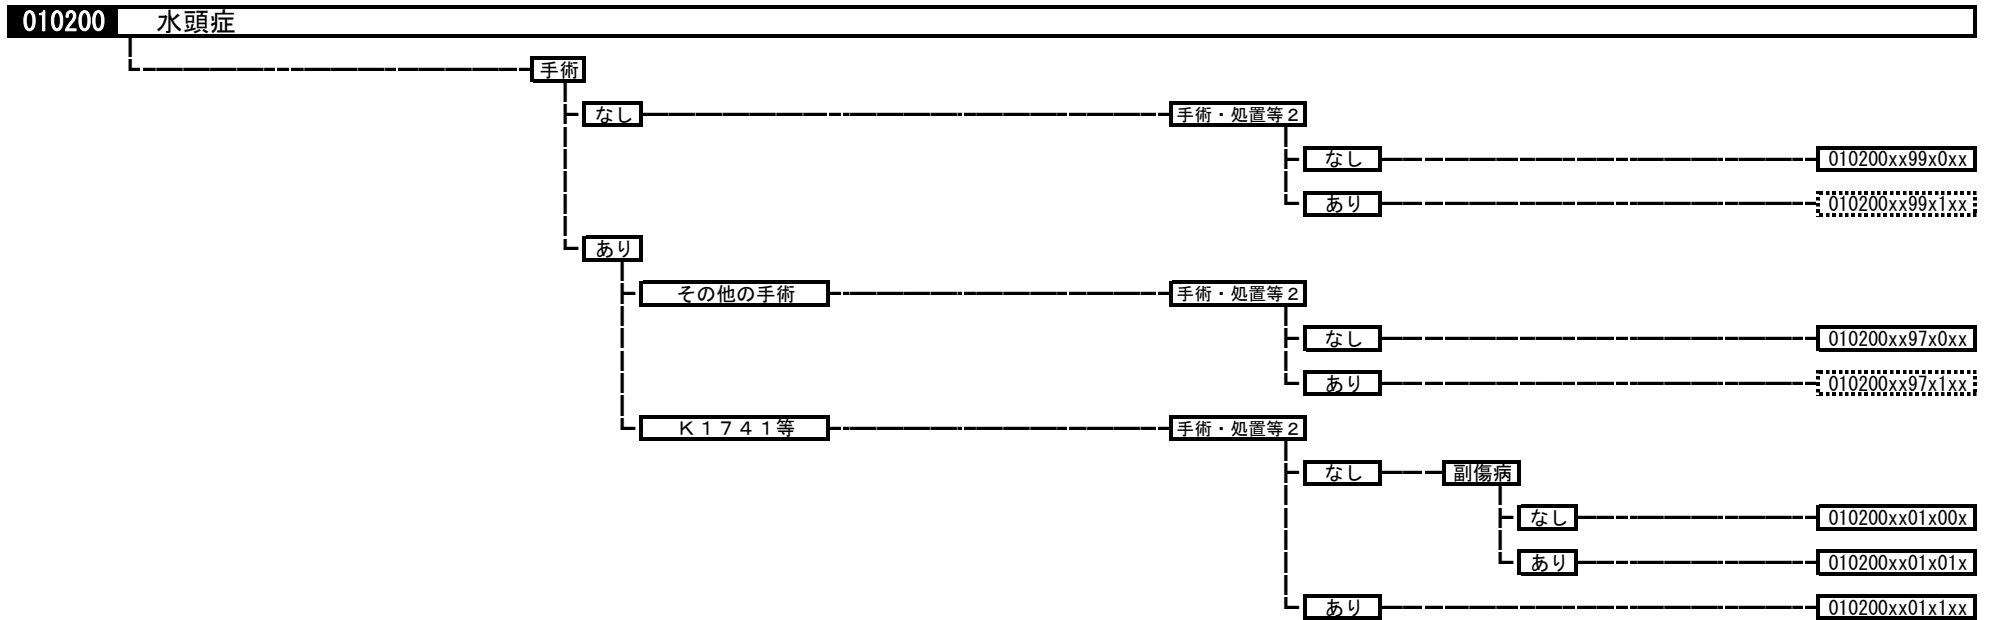 010200 水頭症
手術
なし 手術・処置等２
なし 010200xx99x0xx
あり 010200xx99x1xx
あり
その他の手術 手術・処置等２
なし 010200xx97x0xx
あり 010200xx97x1xx
Ｋ１７４１等 手術・処置等２
なし 副傷病
なし 010200xx01x00x
あり 010200xx01x01x
あり 010200xx01x1xx